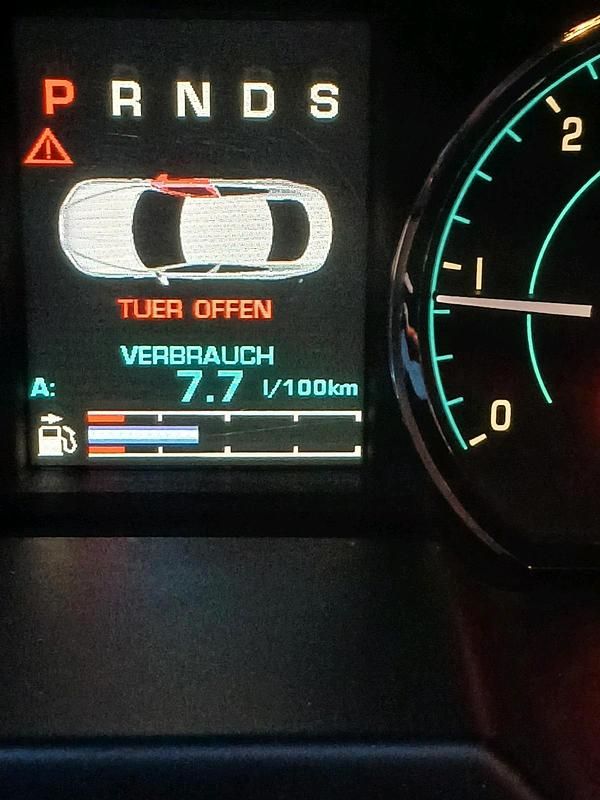 P R N D S
TUER OFFEN
VERBRAUCH
A: 7.7 l/100km
2
1
0